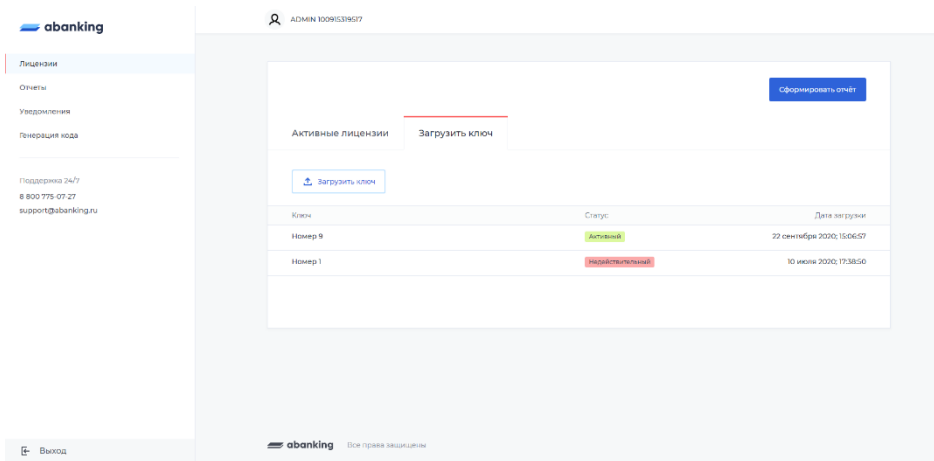 abanking
ADMIN 100915319517
Лицензии
Отчеты
Уведомления
Генерация кода
Поддержка 24/7
8 800 775-07-27
support@abanking.ru
Выход
Сформировать отчёт
Активные лицензии Загрузить ключ
Загрузить ключ
Ключ Статус Дата загрузки
Номер 9 Активный 22 сентября 2020; 15:06:57
Номер 1 Недействительный 10 июля 2020; 17:38:50
abanking Все права защищены